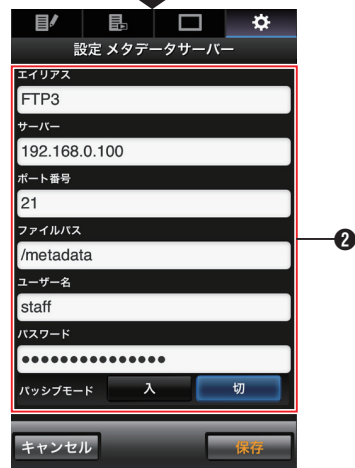 設定 メタデータサーバー
エイリアス
FTP3
サーバー
192.168.0.100
ポート番号
21
ファイルパス
/metadata
ユーザー名
staff
パスワード
●●●●●●●●●●●●●●●
パッシブモード 入 切
❷
キャンセル 保存